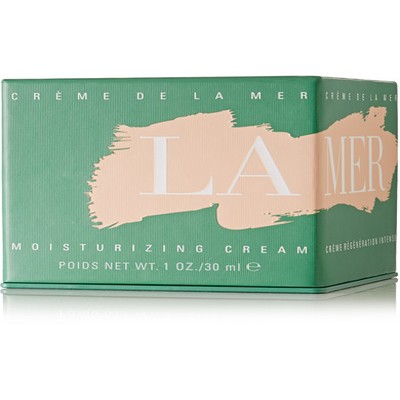 CRÈME DE LA MER
LA MER
MOISTURIZING CREAM
POIDS NET WT. 1 OZ./30 ml ℮
CRÈME DE LA MER
CRÈME RÉGÉNÉRATION INTENSE